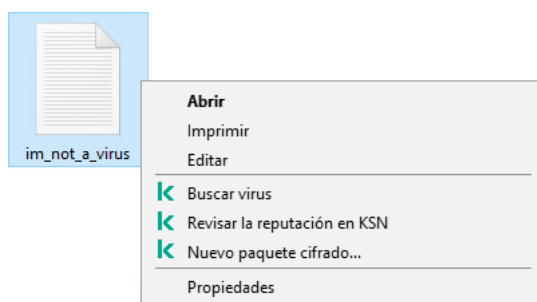 im_not_a_virus
Abrir
Imprimir
Editar
Buscar virus
Revisar la reputación en KSN
Nuevo paquete cifrado...
Propiedades